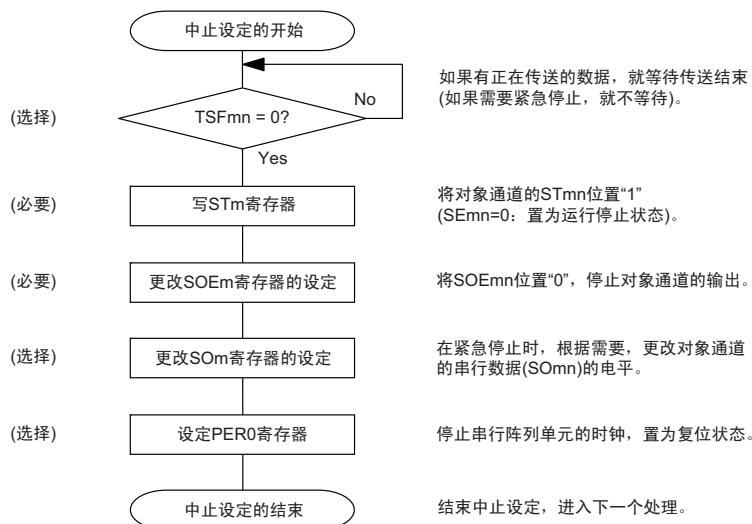 中止设定的开始
如果有正在传送的数据，就等待传送结束
(如果需要紧急停止，就不等待)。
(选择)
TSFmn = 0?
No
Yes
(必要)
写STm寄存器
将对象通道的STmn位置“1”
(SEmn=0：置为运行停止状态)。
(必要)
更改SOEm寄存器的设定
将SOEmn位置“0”，停止对象通道的输出。
(选择)
更改SOm寄存器的设定
在紧急停止时，根据需要，更改对象通道
的串行数据(SOmn)的电平。
(选择)
设定PER0寄存器
停止串行阵列单元的时钟，置为复位状态。
中止设定的结束
结束中止设定，进入下一个处理。